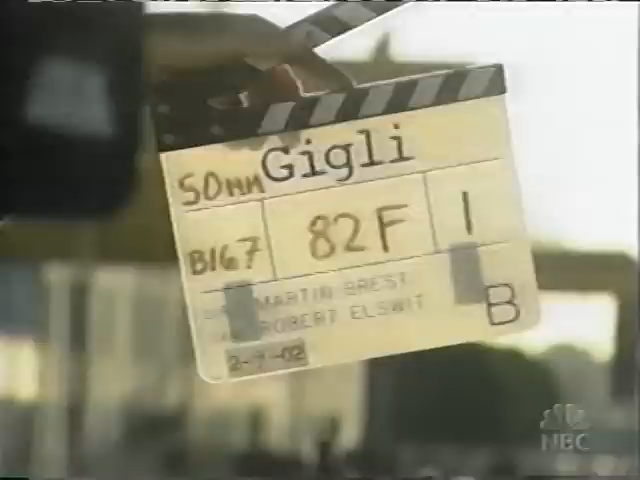 Gigli
50mm
B167 82F 1
MARTIN BREST
ROBERT ELSWIT
B
2-7-02
NBC